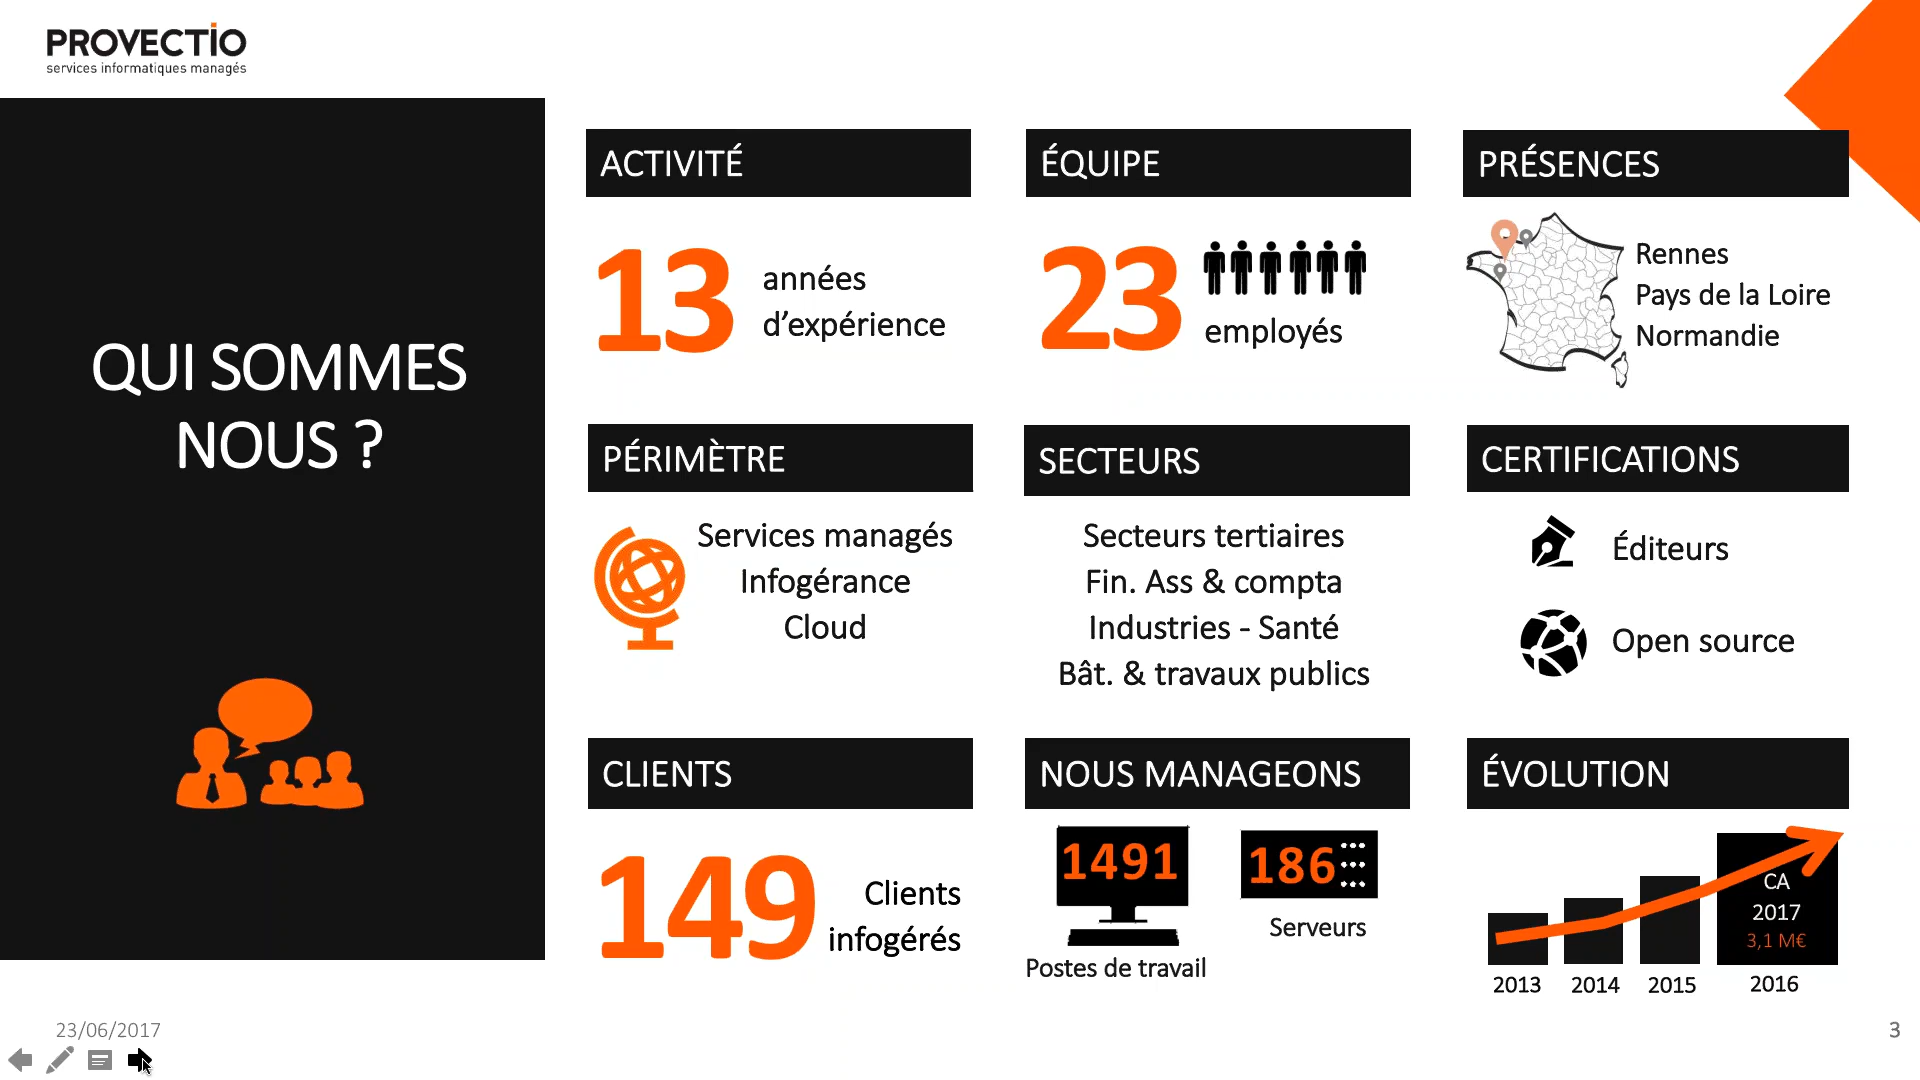 PROVECTIO
services informatiques managés
QUI SOMMES
NOUS ?
ACTIVITÉ
13
années
d’expérience
ÉQUIPE
23
employés
PRÉSENCES
Rennes
Pays de la Loire
Normandie
PÉRIMÈTRE
Services managés
Infogérance
Cloud
SECTEURS
Secteurs tertiaires
Fin. Ass & compta
Industries - Santé
Bât. & travaux publics
CERTIFICATIONS
Éditeurs
Open source
CLIENTS
149
Clients
infogérés
NOUS MANAGEONS
1491
Postes de travail
186
Serveurs
ÉVOLUTION
CA
2017
3,1 M€
2013
2014
2015
2016
23/06/2017
3